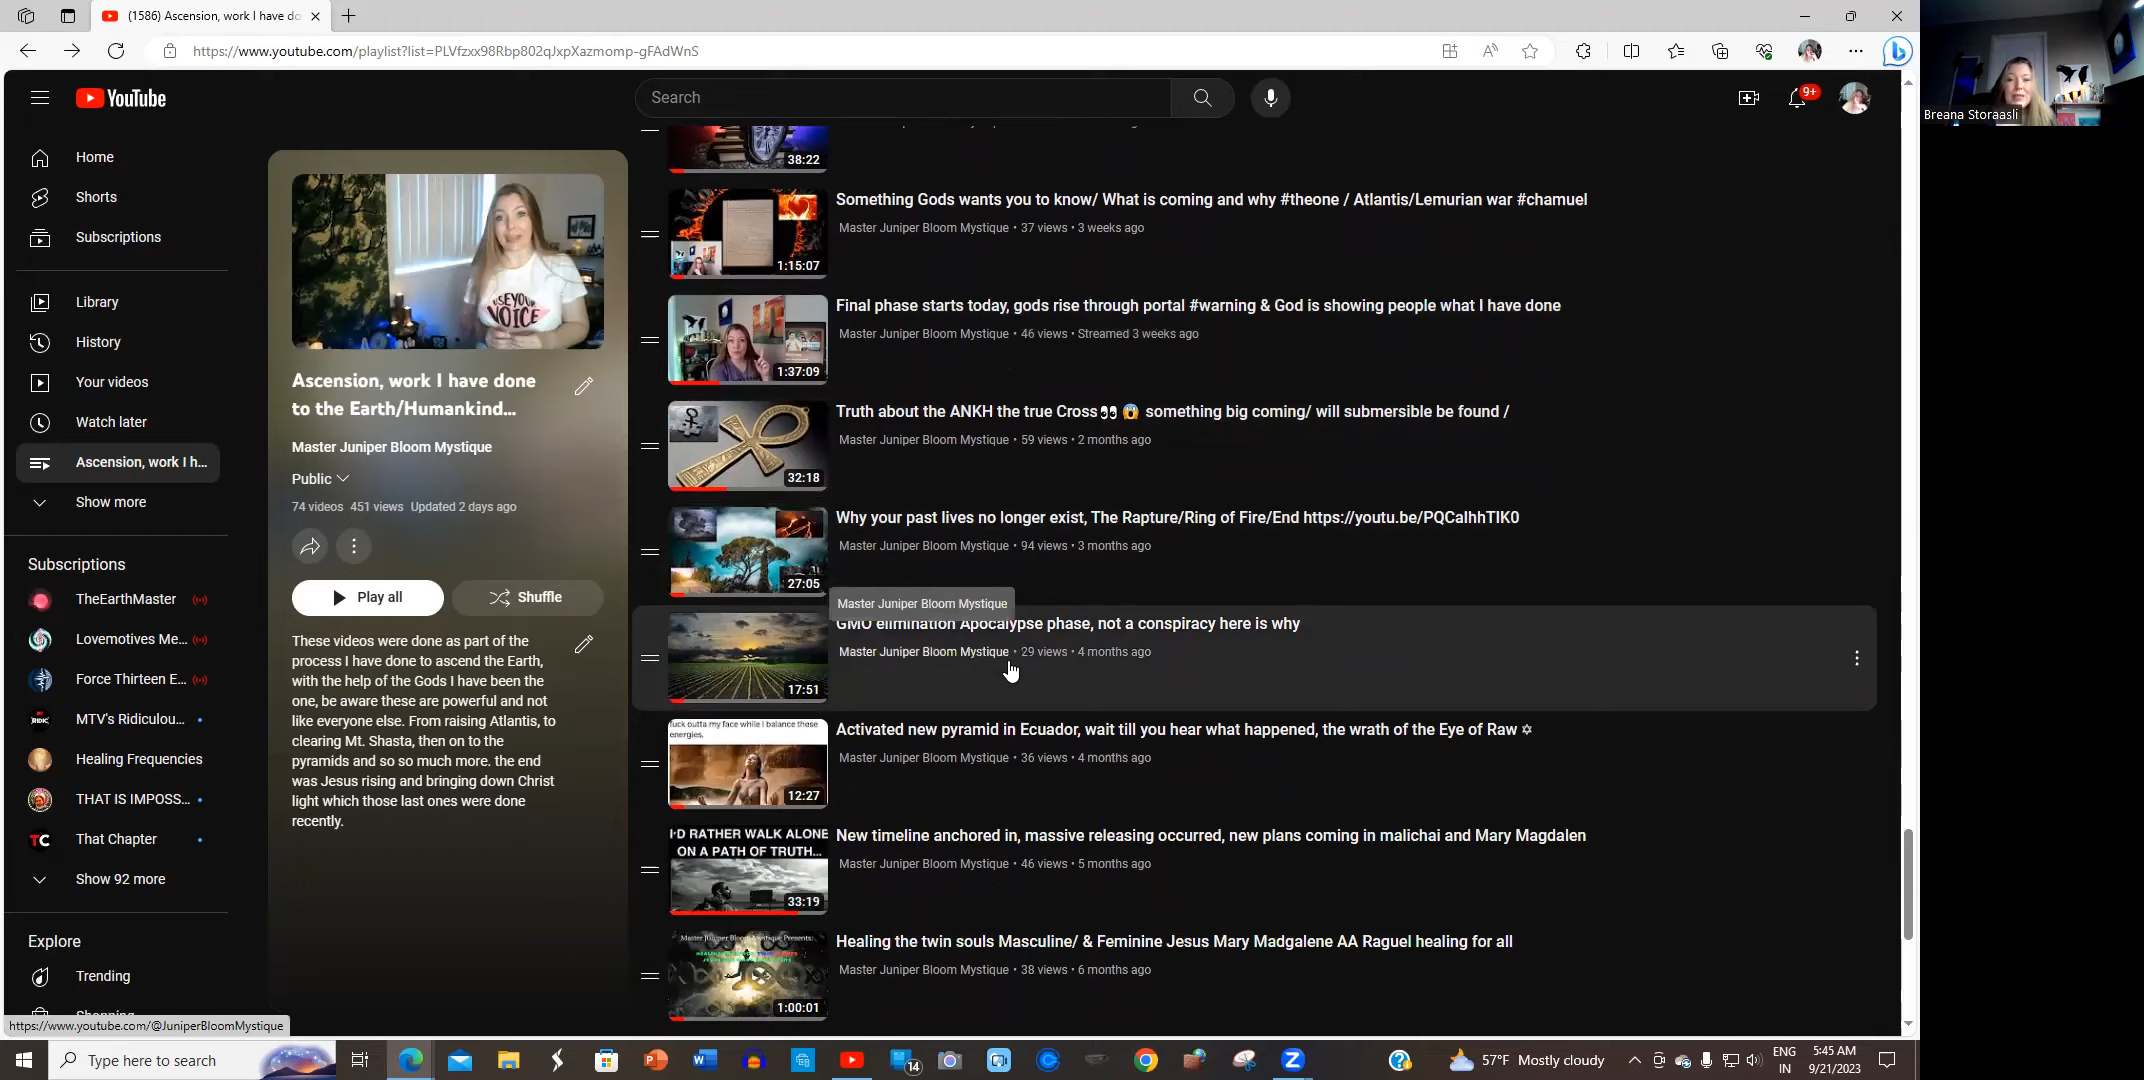 (1586) Ascension, work I have do
https://www.youtube.com/playlist?list=PLVfzxx98Rbp802qJxpXazmomp-gFAdWnS
YouTube
Search
9+
Breana Storaasli
Home
Shorts
Subscriptions
Library
History
Your videos
Watch later
Ascension, work I h...
Show more
Subscriptions
TheEarthMaster
Lovemotives Me...
Force Thirteen E...
MTV's Ridiculou...
Healing Frequencies
THAT IS IMPOSS...
That Chapter
Show 92 more
Explore
Trending
https://www.youtube.com/@JuniperBloomMystique
USE YOUR
VOICE
Ascension, work I have done
to the Earth/Humankind...
Master Juniper Bloom Mystique
Public
74 videos 451 views Updated 2 days ago
Play all
Shuffle
These videos were done as part of the
process I have done to ascend the Earth,
with the help of the Gods I have been the
one, be aware these are powerful and not
like everyone else. From raising Atlantis, to
clearing Mt. Shasta, then on to the
pyramids and so so much more. the end
was Jesus rising and bringing down Christ
light which those last ones were done
recently.
38:22
Something Gods wants you to know/ What is coming and why #theone / Atlantis/Lemurian war #chamuel
Master Juniper Bloom Mystique • 37 views • 3 weeks ago
1:15:07
Final phase starts today, gods rise through portal #warning & God is showing people what I have done
Master Juniper Bloom Mystique • 46 views • Streamed 3 weeks ago
1:37:09
Truth about the ANKH the true Cross👀 😱 something big coming/ will submersible be found /
Master Juniper Bloom Mystique • 59 views • 2 months ago
32:18
Why your past lives no longer exist, The Rapture/Ring of Fire/End https://youtu.be/PQCalhhTIK0
Master Juniper Bloom Mystique • 94 views • 3 months ago
27:05
Master Juniper Bloom Mystique
GMO elimination Apocalypse phase, not a conspiracy here is why
Master Juniper Bloom Mystique • 29 views • 4 months ago
17:51
outta my face while i balance these
energies.
Activated new pyramid in Ecuador, wait till you hear what happened, the wrath of the Eye of Raw ✡
Master Juniper Bloom Mystique • 36 views • 4 months ago
12:27
I'D RATHER WALK ALONE
ON A PATH OF TRUTH...
New timeline anchored in, massive releasing occurred, new plans coming in malichai and Mary Magdalen
Master Juniper Bloom Mystique • 46 views • 5 months ago
33:19
Master Juniper Bloom Mystique Presents:
Healing the twin souls Masculine/ & Feminine Jesus Mary Madgalene AA Raguel healing for all
Master Juniper Bloom Mystique • 38 views • 6 months ago
1:00:01
Type here to search
14
57°F Mostly cloudy
ENG
IN
5:45 AM
9/21/2023